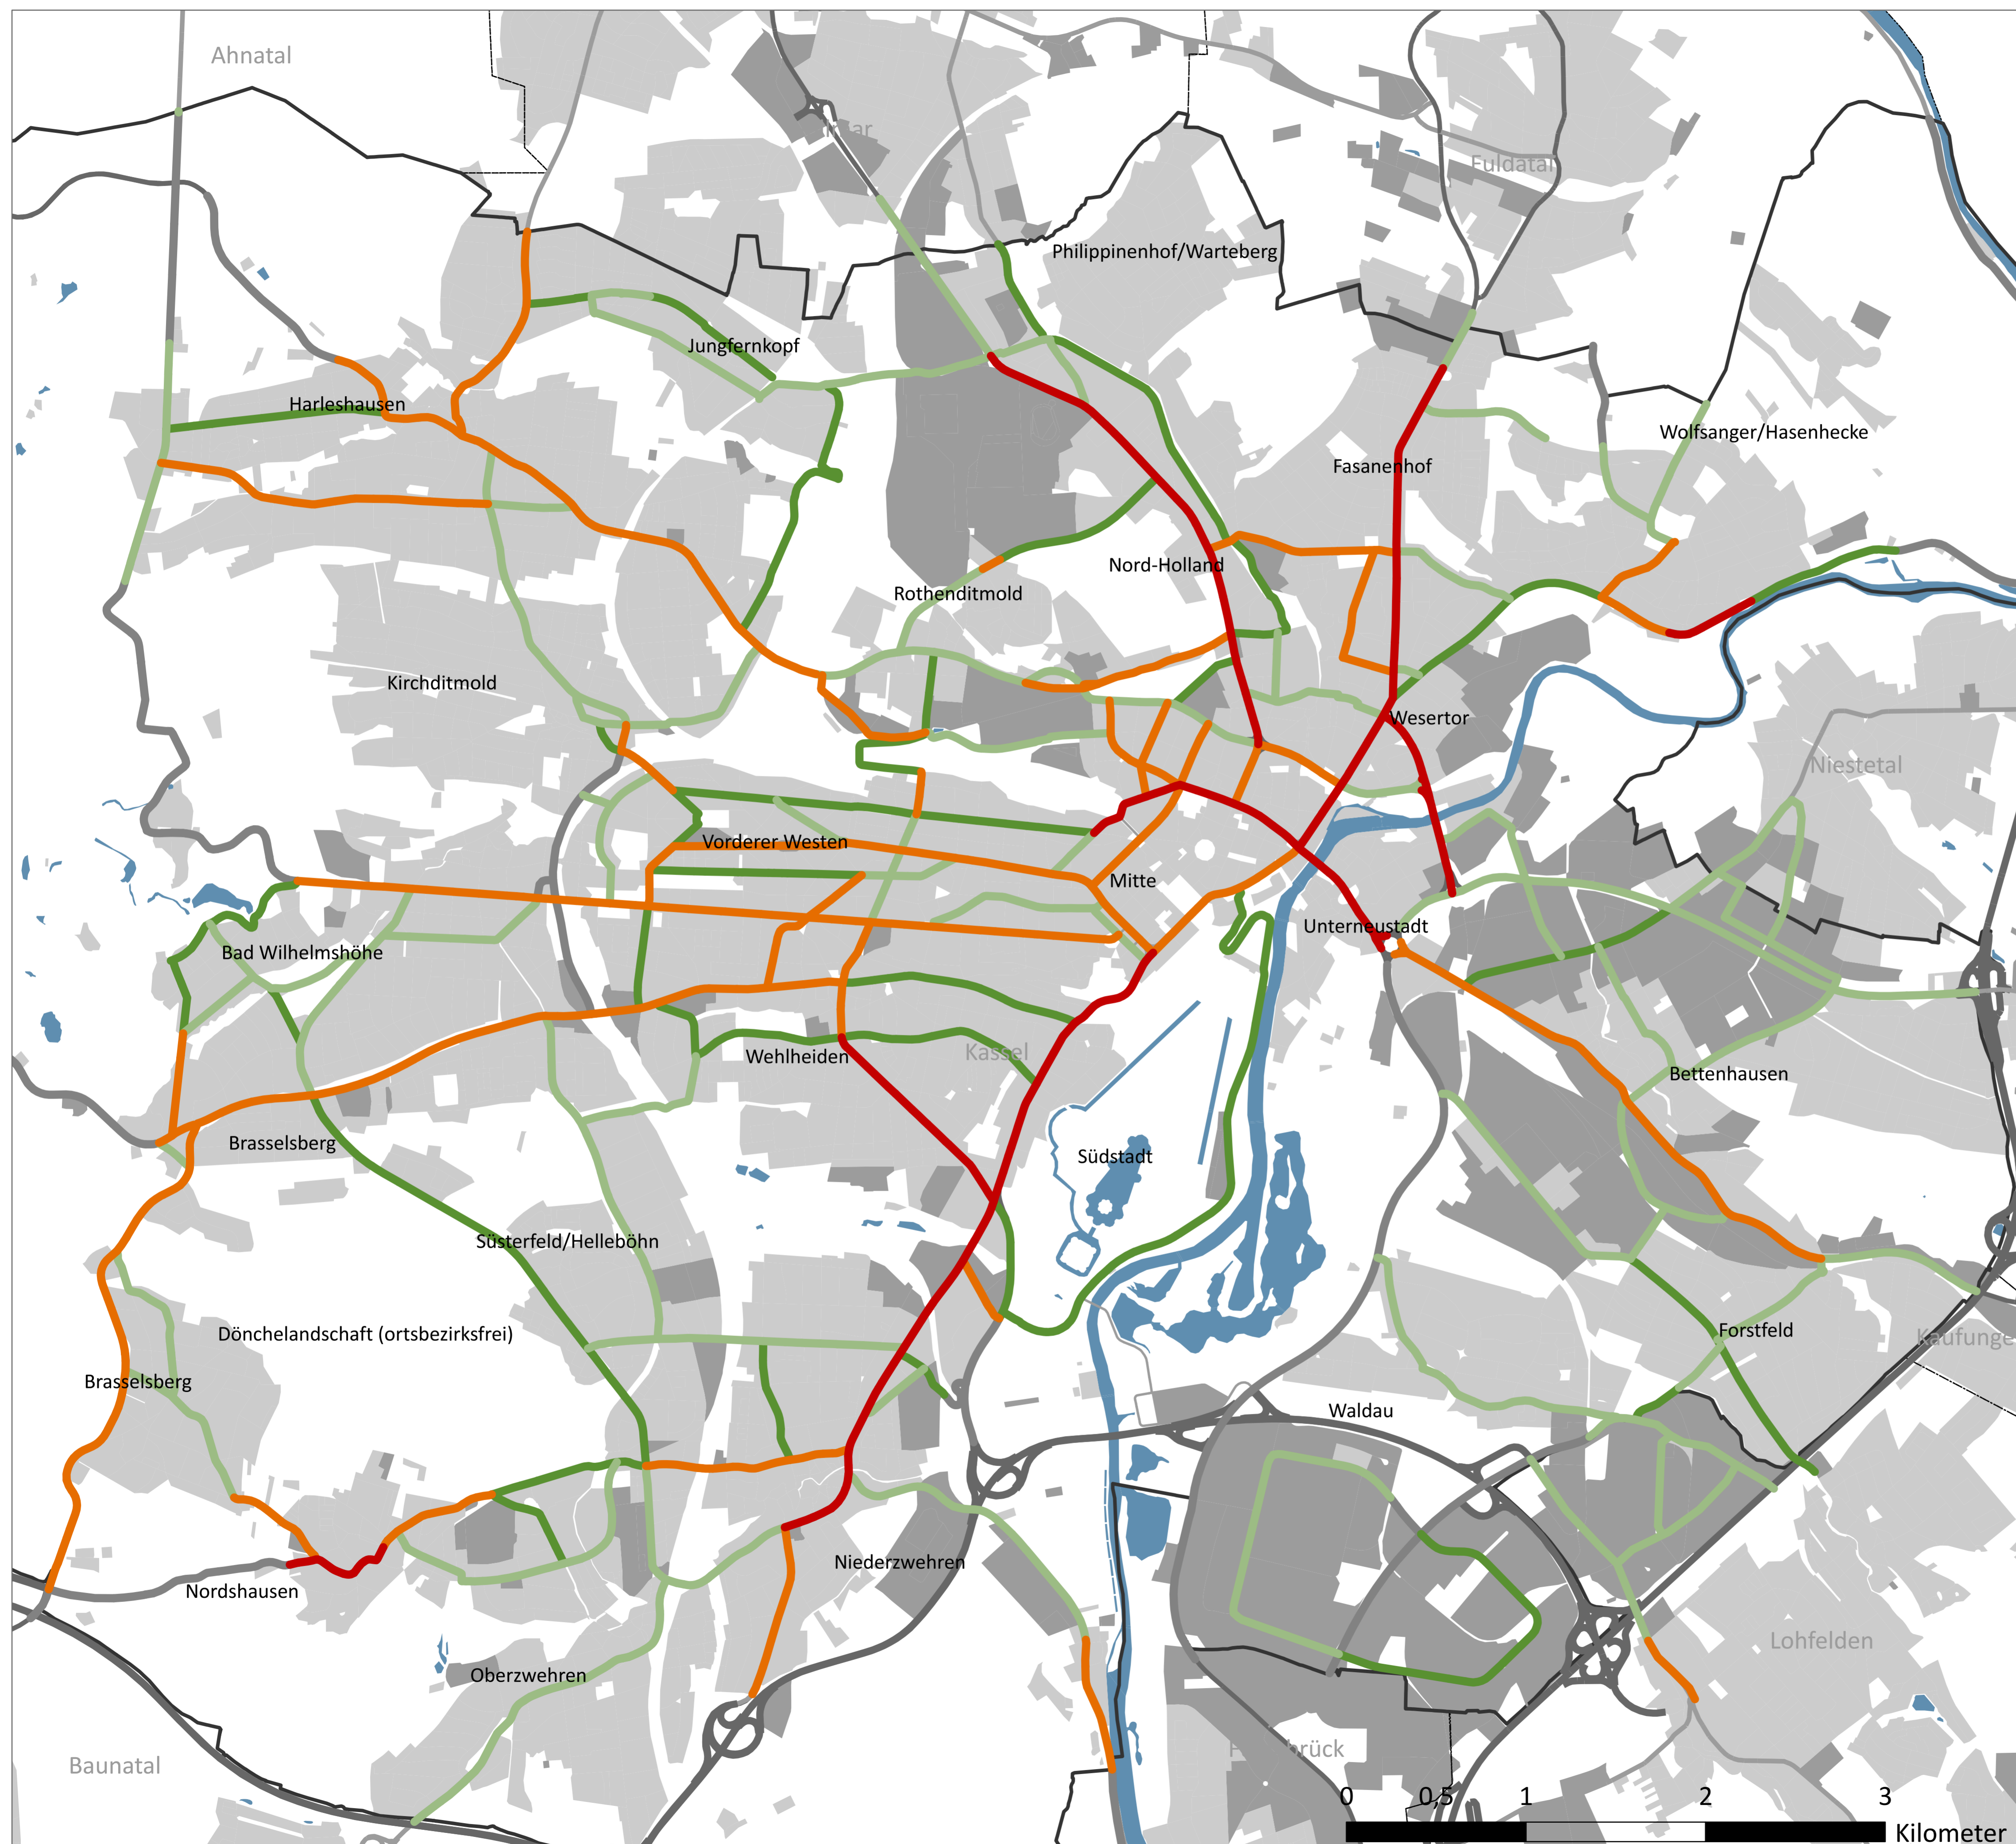 Ahnatal
Fuldatal
Philippinenhof/Warteberg
Jungfernkopf
Harleshausen
Wolfsanger/Hasenhecke
Fasanenhof
Nord-Holland
Rothenditmold
Kirchditmold
Wesertor
Niestetal
Vorderer Westen
Mitte
Unterneustadt
Bad Wilhelmshöhe
Wehlheiden
Kassel
Bettenhausen
Brasselsberg
Südstadt
Süsterfeld/Helleböhn
Dönchelandschaft (ortsbezirksfrei)
Forstfeld
Kaufunge
Brasselsberg
Waldau
Niederzwehren
Nordshausen
Lohfelden
Oberzwehren
Baunatal
0 0,5 1 2 3
Kilometer